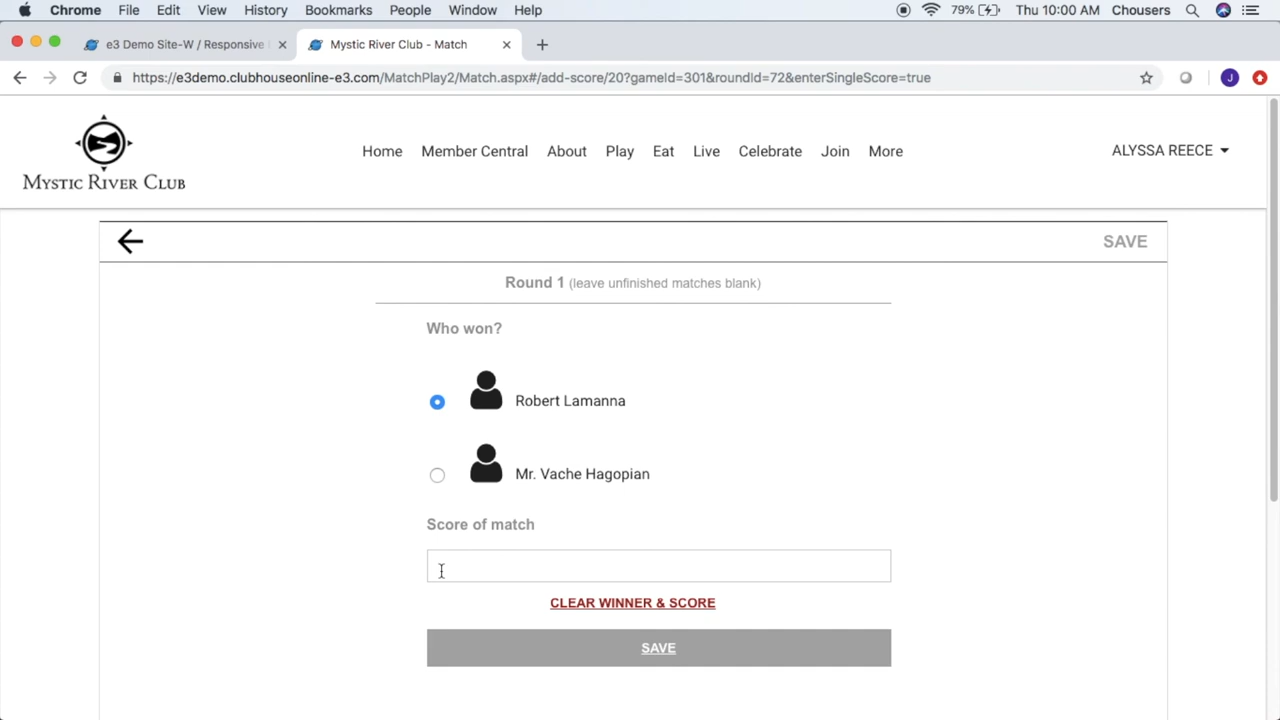 Chrome File Edit View History Bookmarks People Window Help 79% Thu 10:00 AM Chousers
e3 Demo Site-W / Responsive Mystic River Club - Match
https://e3demo.clubhouseonline-e3.com/MatchPlay2/Match.aspx#/add-score/20?gameId=301&roundId=72&enterSingleScore=true J
MYSTIC RIVER CLUB Home Member Central About Play Eat Live Celebrate Join More ALYSSA REECE
SAVE
Round 1 (leave unfinished matches blank)
Who won?
Robert Lamanna
Mr. Vache Hagopian
Score of match
CLEAR WINNER & SCORE
SAVE